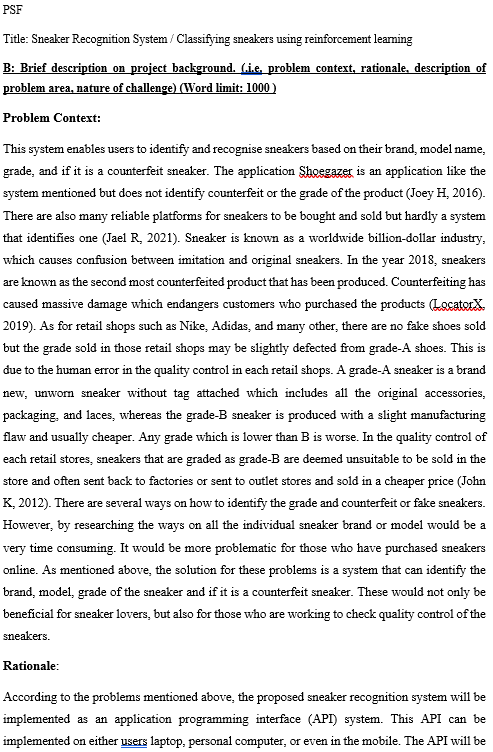 PSF
Title: Sneaker Recognition System / Classifying sneakers using reinforcement learning
B: Brief description on project background. (.i.e. problem context, rationale, description of
problem area, nature of challenge) (Word limit: 1000 )
Problem Context:
This system enables users to identify and recognise sneakers based on their brand, model name,
grade, and if it is a counterfeit sneaker. The application Shoegazer is an application like the
system mentioned but does not identify counterfeit or the grade of the product (Joey H, 2016).
There are also many reliable platforms for sneakers to be bought and sold but hardly a system
that identifies one (Jael R, 2021). Sneaker is known as a worldwide billion-dollar industry,
which causes confusion between imitation and original sneakers. In the year 2018, sneakers
are known as the second most counterfeited product that has been produced. Counterfeiting has
caused massive damage which endangers customers who purchased the products (LocatorX,
2019). As for retail shops such as Nike, Adidas, and many other, there are no fake shoes sold
but the grade sold in those retail shops may be slightly defected from grade-A shoes. This is
due to the human error in the quality control in each retail shops. A grade-A sneaker is a brand
new, unworn sneaker without tag attached which includes all the original accessories,
packaging, and laces, whereas the grade-B sneaker is produced with a slight manufacturing
flaw and usually cheaper. Any grade which is lower than B is worse. In the quality control of
each retail stores, sneakers that are graded as grade-B are deemed unsuitable to be sold in the
store and often sent back to factories or sent to outlet stores and sold in a cheaper price (John
K, 2012). There are several ways on how to identify the grade and counterfeit or fake sneakers.
However, by researching the ways on all the individual sneaker brand or model would be a
very time consuming. It would be more problematic for those who have purchased sneakers
online. As mentioned above, the solution for these problems is a system that can identify the
brand, model, grade of the sneaker and if it is a counterfeit sneaker. These would not only be
beneficial for sneaker lovers, but also for those who are working to check quality control of the
sneakers.
Rationale:
According to the problems mentioned above, the proposed sneaker recognition system will be
implemented as an application programming interface (API) system. This API can be
implemented on either users laptop, personal computer, or even in the mobile. The API will be